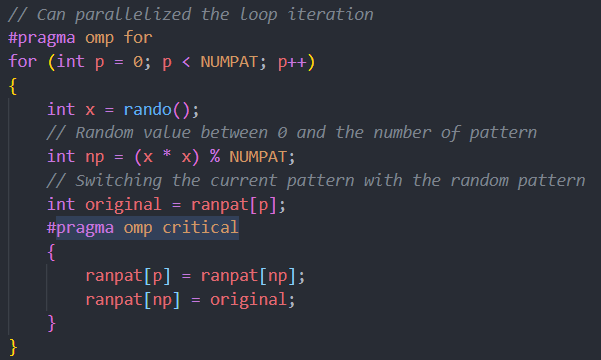 // Can parallelized the loop iteration
#pragma omp for
for (int p = 0; p < NUMPAT; p++)
{
    int x = rando();
    // Random value between 0 and the number of pattern
    int np = (x * x) % NUMPAT;
    // Switching the current pattern with the random pattern
    int original = ranpat[p];
    #pragma omp critical
    {
        ranpat[p] = ranpat[np];
        ranpat[np] = original;
    }
}